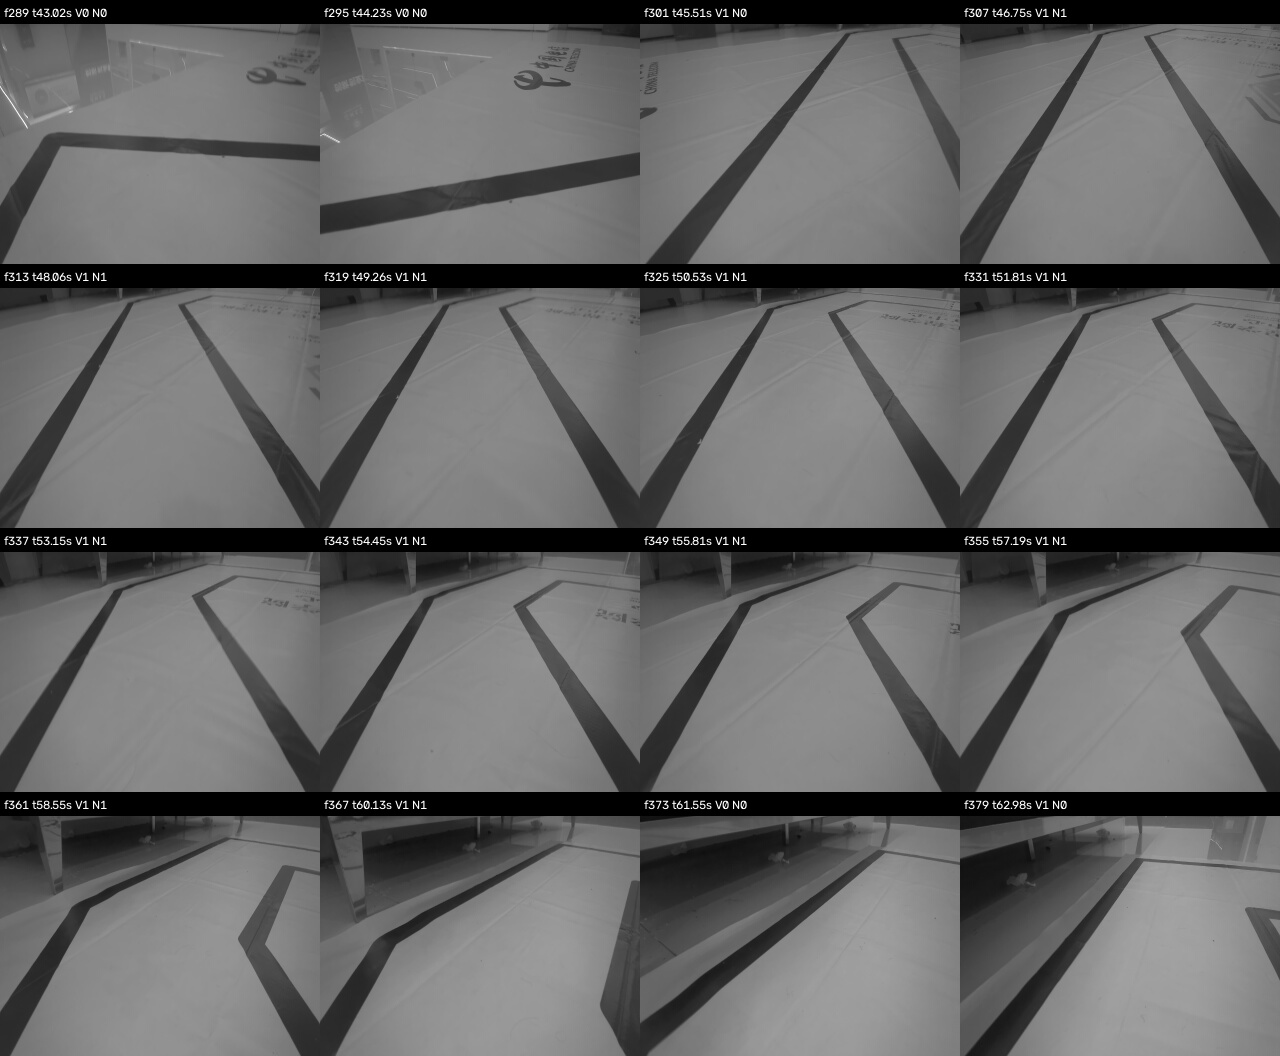 f289 t43.02s V0 N0
f295 t44.23s V0 N0
f301 t45.51s V1 N0
f307 t46.75s V1 N1
CHINA TELECOM
f313 t48.06s V1 N1
f319 t49.26s V1 N1
f325 t50.53s V1 N1
f331 t51.81s V1 N1
f337 t53.15s V1 N1
f343 t54.45s V1 N1
f349 t55.81s V1 N1
f355 t57.19s V1 N1
f361 t58.55s V1 N1
f367 t60.13s V1 N1
f373 t61.55s V0 N0
f379 t62.98s V1 N0